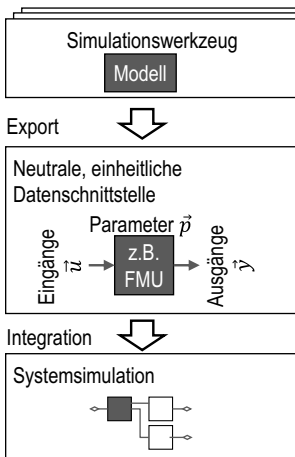 Simulationswerkzeug
Modell
Export
Neutrale, einheitliche
Datenschnittstelle
Parameter p⃗
Eingänge
u⃗
z.B.
FMU
Ausgänge
y⃗
Integration
Systemsimulation